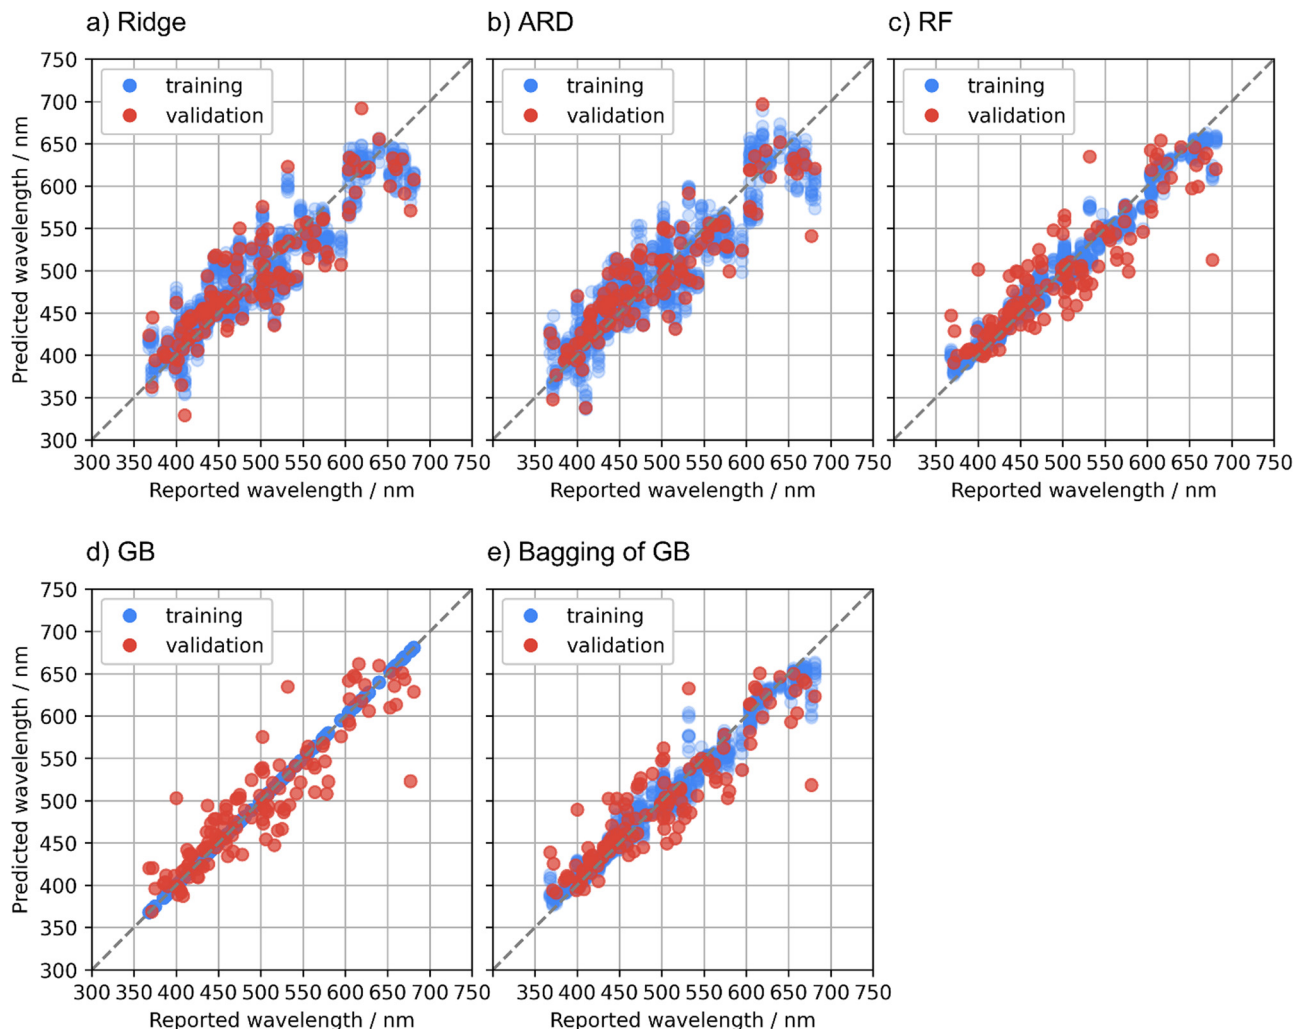 a) Ridge
b) ARD
c) RF
750
700
650
600
550
500
450
400
350
300
Predicted wavelength / nm
training
validation
training
validation
training
validation
300 350 400 450 500 550 600 650 700 750
350 400 450 500 550 600 650 700 750
350 400 450 500 550 600 650 700 750
Reported wavelength / nm
Reported wavelength / nm
Reported wavelength / nm
d) GB
e) Bagging of GB
750
700
650
600
550
500
450
400
350
300
Predicted wavelength / nm
training
validation
training
validation
300 350 400 450 500 550 600 650 700 750
400 450 500 550 600 650 700 750
Reported wavelength / nm
Reported wavelength / nm